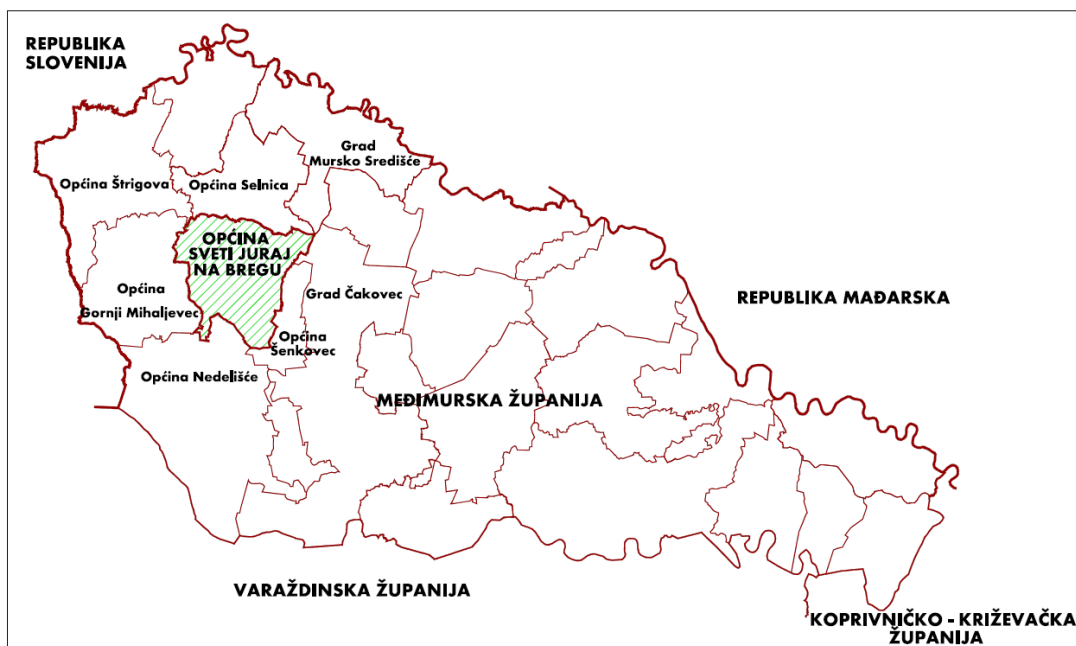 REPUBLIKA
SLOVENIJA
Grad
Mursko Središće
Općina Štrigova
Općina Selnica
OPĆINA
SVETI JURAJ
NA BREGU
Općina
Gornji Mihaljevec
Grad Čakovec
REPUBLIKA MAĐARSKA
Općina
Šenkovec
Općina Nedelišće
MEĐIMURSKA ŽUPANIJA
VARAŽDINSKA ŽUPANIJA
KOPRIVNIČKO - KRIŽEVAČKA
ŽUPANIJA